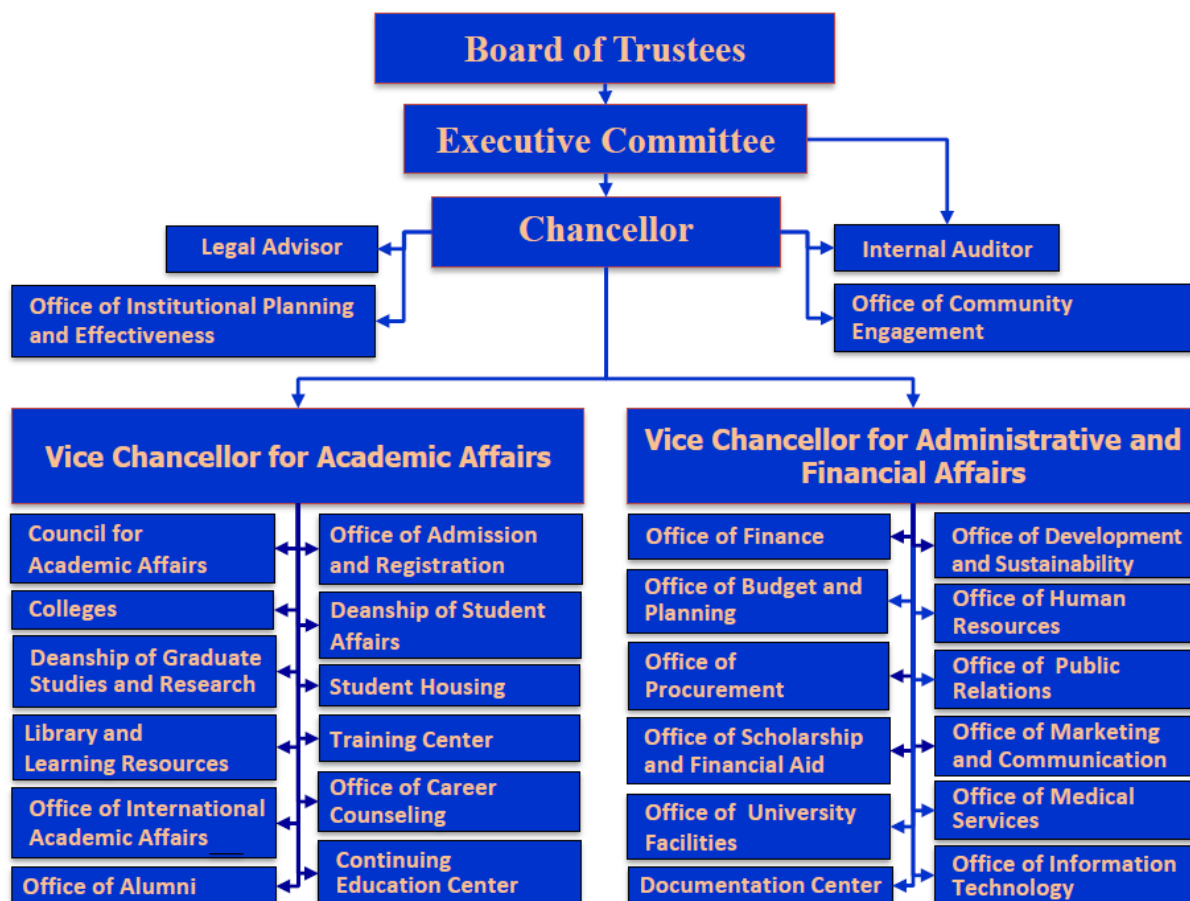 Board of Trustees
Executive Committee
Chancellor
Legal Advisor
Internal Auditor
Office of Institutional Planning
and Effectiveness
Office of Community
Engagement
Vice Chancellor for Academic Affairs
Vice Chancellor for Administrative and
Financial Affairs
Council for
Academic Affairs
Colleges
Deanship of Graduate
Studies and Research
Library and
Learning Resources
Office of International
Academic Affairs
Office of Alumni
Office of Admission
and Registration
Deanship of Student
Affairs
Student Housing
Training Center
Office of Career
Counseling
Continuing
Education Center
Office of Finance
Office of Budget and
Planning
Office of
Procurement
Office of Scholarship
and Financial Aid
Office of University
Facilities
Documentation Center
Office of Development
and Sustainability
Office of Human
Resources
Office of Public
Relations
Office of Marketing
and Communication
Office of Medical
Services
Office of Information
Technology